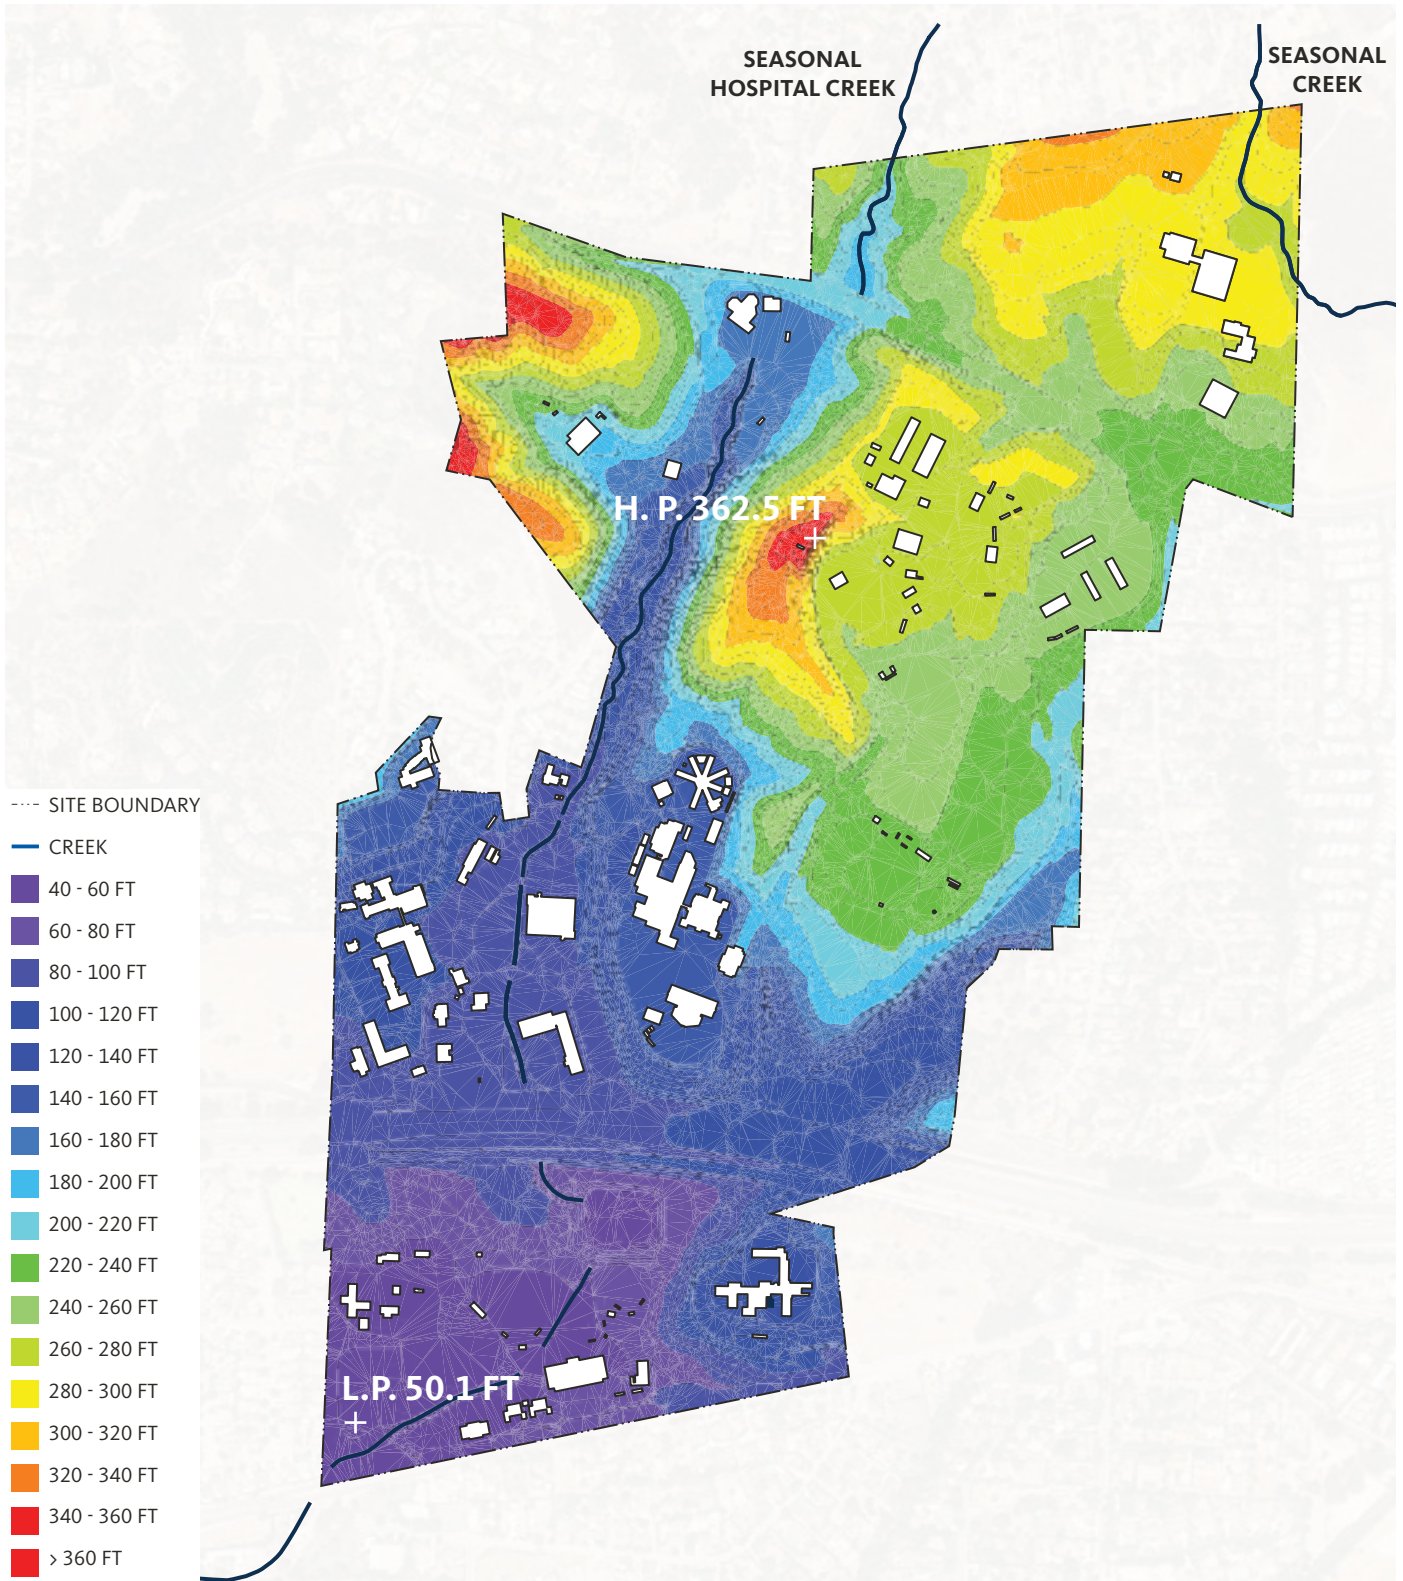 SEASONAL
HOSPITAL CREEK
SEASONAL
CREEK
H. P. 362.5 FT
L.P. 50.1 FT
SITE BOUNDARY
CREEK
40 - 60 FT
60 - 80 FT
80 - 100 FT
100 - 120 FT
120 - 140 FT
140 - 160 FT
160 - 180 FT
180 - 200 FT
200 - 220 FT
220 - 240 FT
240 - 260 FT
260 - 280 FT
280 - 300 FT
300 - 320 FT
320 - 340 FT
340 - 360 FT
> 360 FT